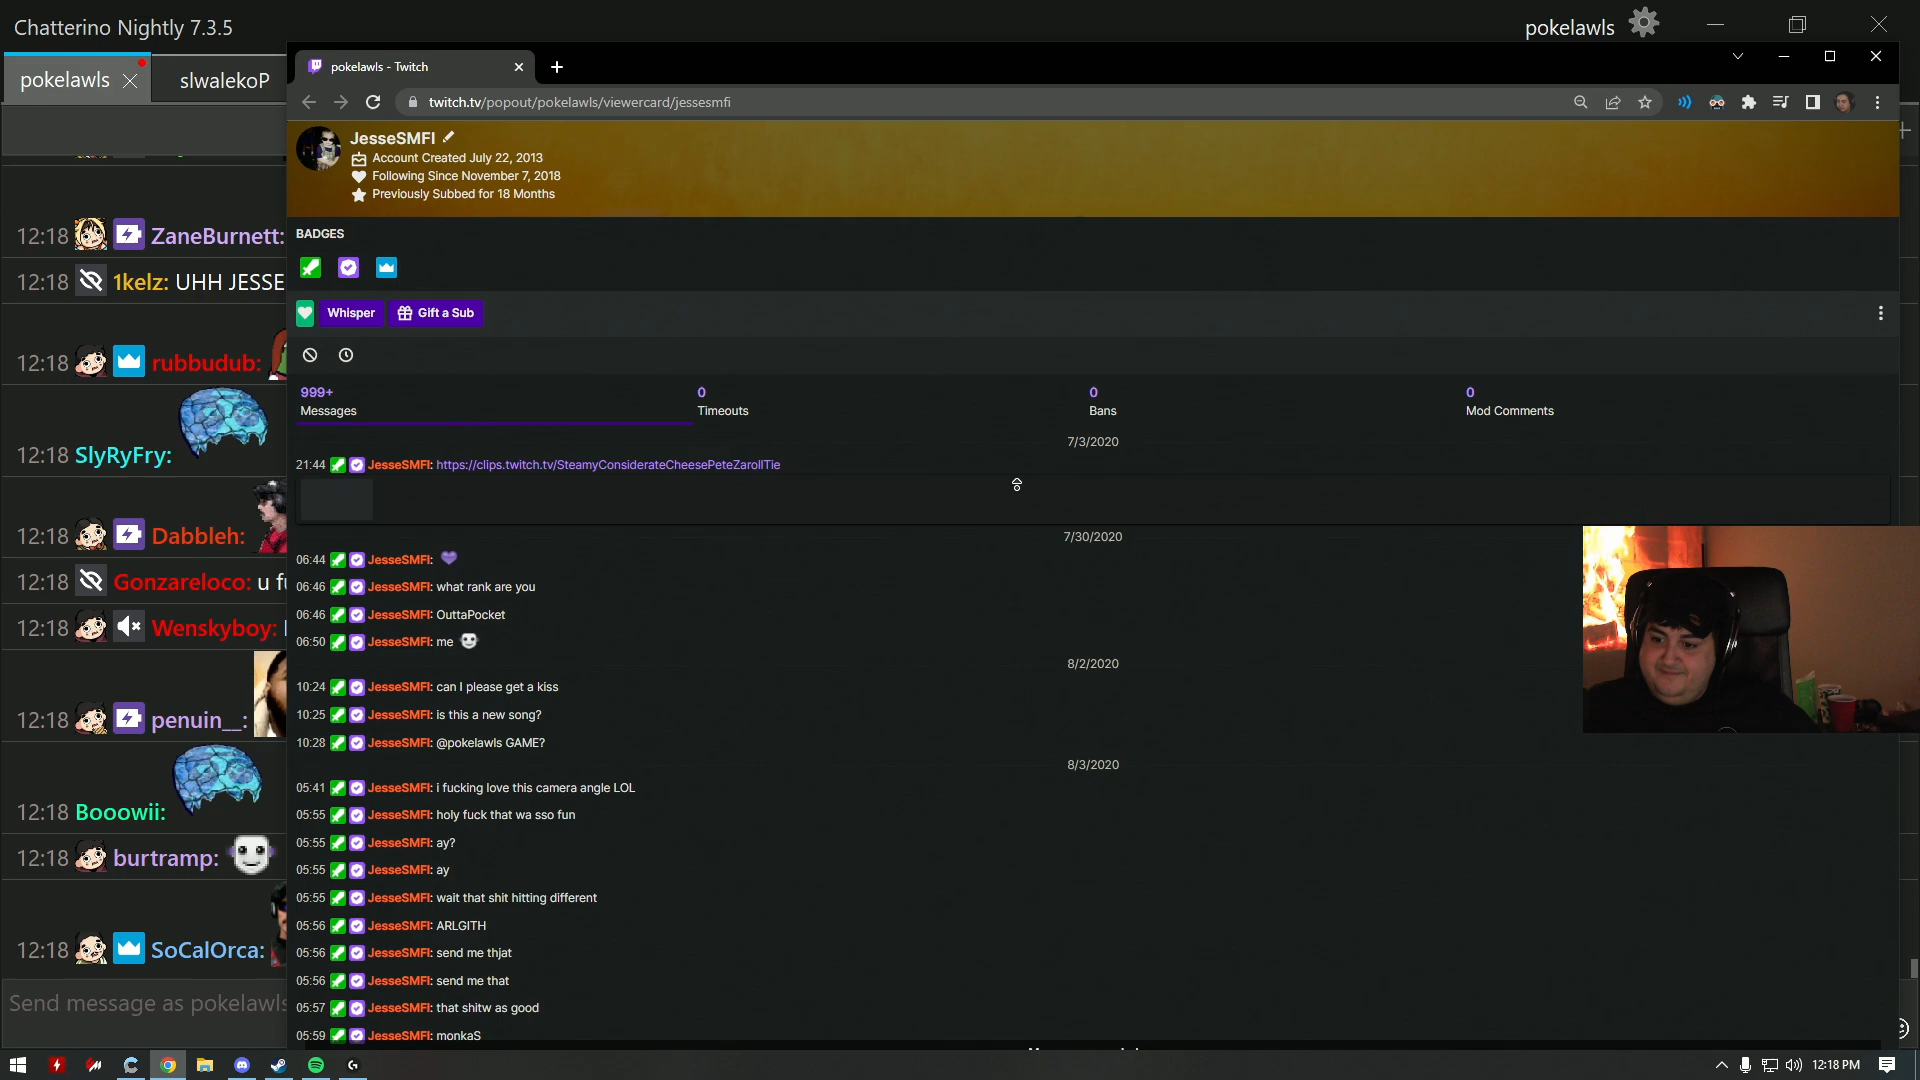 Chatterino Nightly 7.3.5
pokelawls
pokelawls
slwalekoP
pokelawls - Twitch
twitch.tv/popout/pokelawls/viewercard/jessesmfi
JesseSMFI
Account Created July 22, 2013
Following Since November 7, 2018
Previously Subbed for 18 Months
BADGES
Whisper
Gift a Sub
999+
Messages
0
Timeouts
0
Bans
0
Mod Comments
7/3/2020
21:44 JesseSMFI: https://clips.twitch.tv/SteamyConsiderateCheesePeteZarollTie
7/30/2020
06:44 JesseSMFI:
06:46 JesseSMFI: what rank are you
06:46 JesseSMFI: OuttaPocket
06:50 JesseSMFI: me
8/2/2020
10:24 JesseSMFI: can I please get a kiss
10:25 JesseSMFI: is this a new song?
10:28 JesseSMFI: @pokelawls GAME?
8/3/2020
05:41 JesseSMFI: i fucking love this camera angle LOL
05:55 JesseSMFI: holy fuck that wa sso fun
05:55 JesseSMFI: ay?
05:55 JesseSMFI: ay
05:55 JesseSMFI: wait that shit hitting different
05:56 JesseSMFI: ARLGITH
05:56 JesseSMFI: send me thjat
05:56 JesseSMFI: send me that
05:57 JesseSMFI: that shitw as good
05:59 JesseSMFI: monkaS
12:18 ZaneBurnett:
12:18 1kelz: UHH JESSE
12:18 rubbudub:
12:18 SlyRyFry:
12:18 Dabbleh:
12:18 Gonzareloco: u
12:18 Wenskyboy:
12:18 penuin__:
12:18 Booowii:
12:18 burtramp:
12:18 SoCalOrca:
Send message as pokelawls
12:18 PM